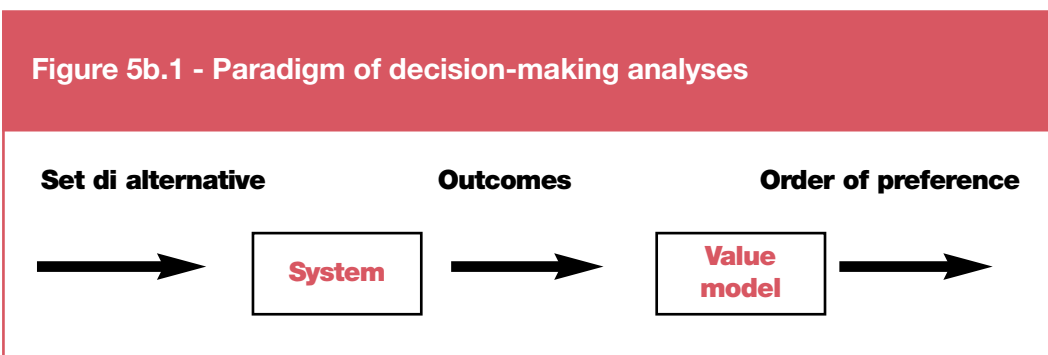 Figure 5b.1 - Paradigm of decision-making analyses
Set di alternative
Outcomes
Order of preference
System
Value
model